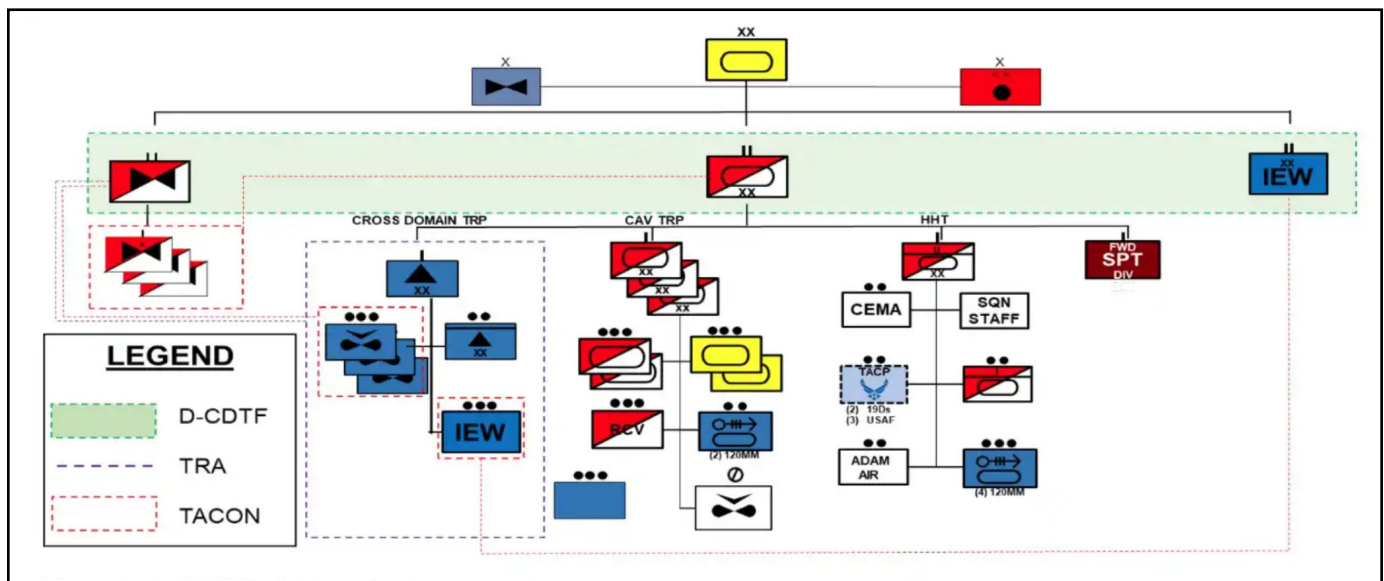 XX
X
X
II
II
II
XX
XX
IEW
CROSS DOMAIN TRP
CAV TRP
HHT
I
I
I
I
XX
XX
XX
XX
II
XX
FWD
SPT
DIV
CEMA
SQN
STAFF
XX
LEGEND
D-CDTF
TRA
TACON
IEW
RCV
(2) 120MM
TACP
(2) 19Ds
(3) USAF
I
ADAM
AIR
(4) 120MM